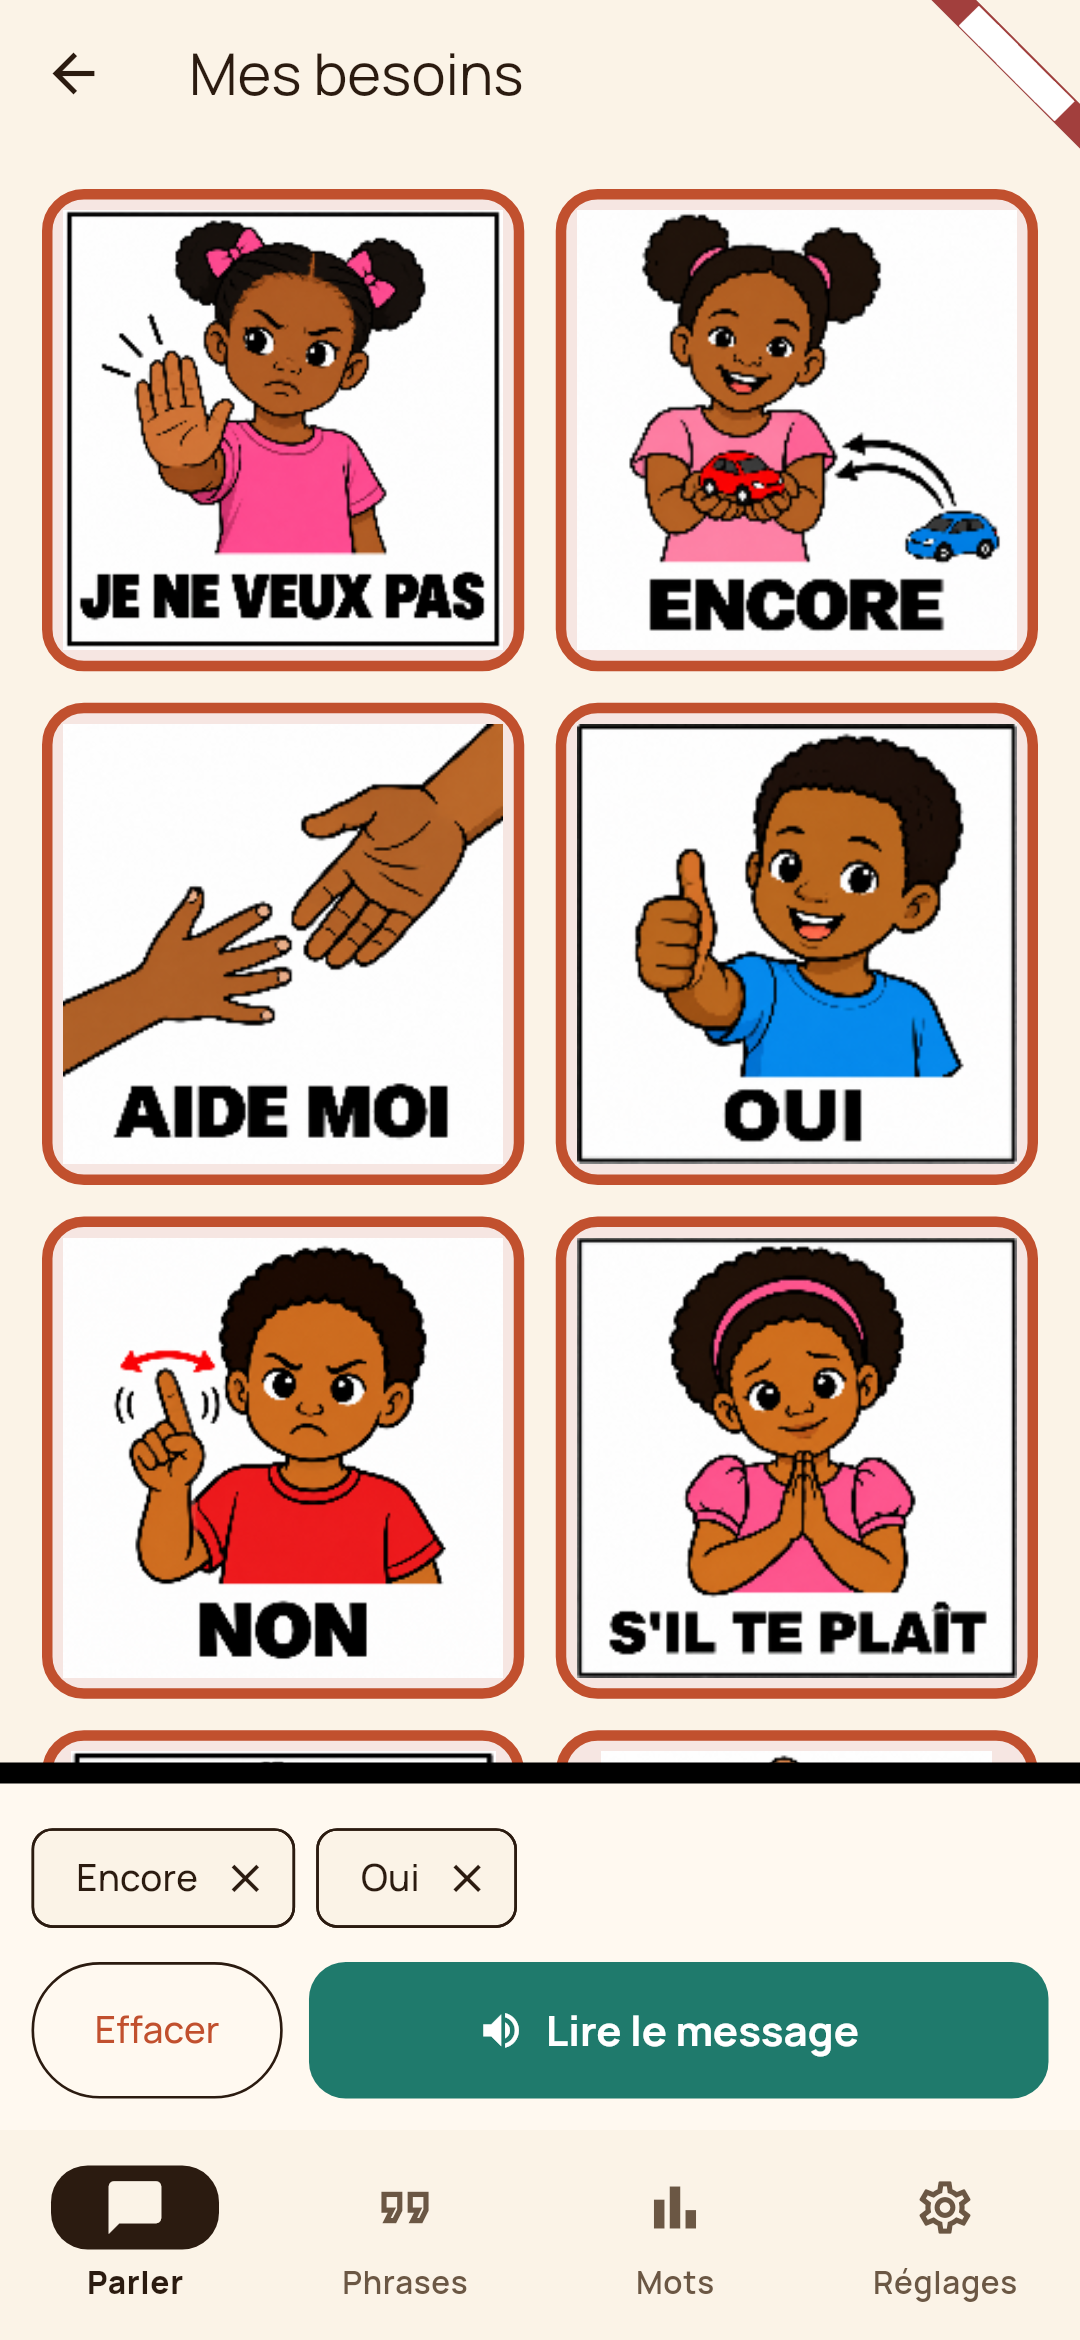 Mes besoins
JE NE VEUX PAS
ENCORE
AIDE MOI
OUI
NON
S'IL TE PLAÎT
Encore
Oui
Effacer
Lire le message
Parler
Phrases
Mots
Réglages